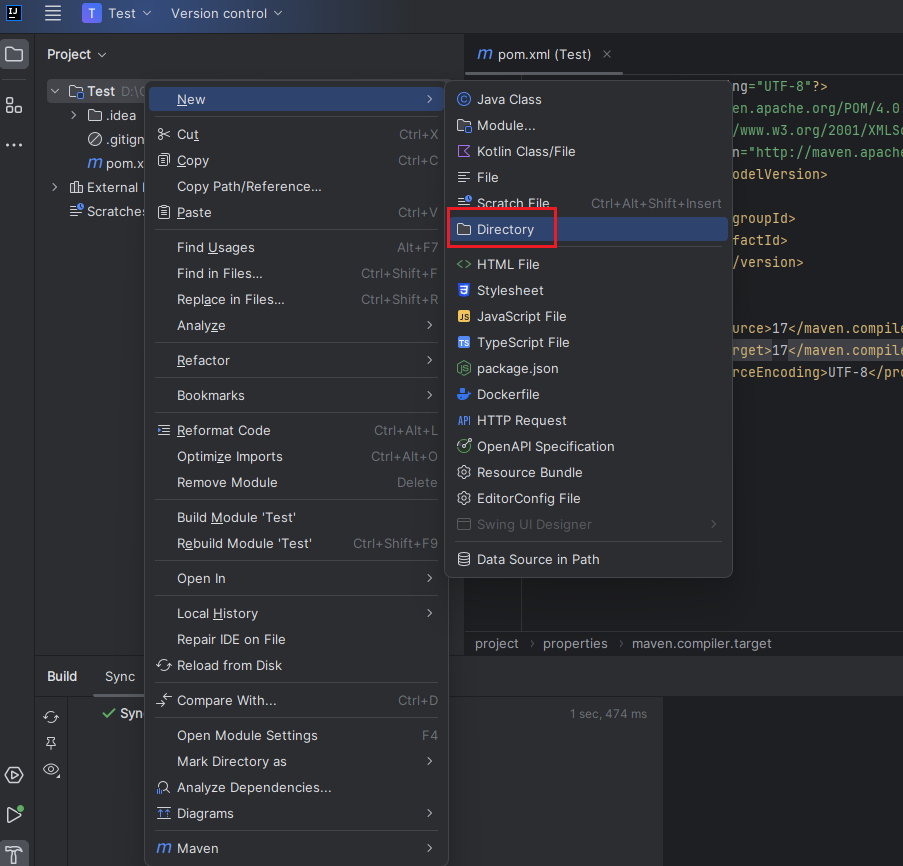 IJ
T Test Version control
Project
Test D:\
.idea
.gitign
m pom.x
External
Scratches
New
Cut Ctrl+X
Copy Ctrl+C
Copy Path/Reference...
Paste Ctrl+V
Find Usages Alt+F7
Find in Files... Ctrl+Shift+F
Replace in Files... Ctrl+Shift+R
Analyze
Refactor
Bookmarks
Reformat Code Ctrl+Alt+L
Optimize Imports Ctrl+Alt+O
Remove Module Delete
Build Module 'Test'
Rebuild Module 'Test' Ctrl+Shift+F9
Open In
Local History
Repair IDE on File
Reload from Disk
Compare With... Ctrl+D
Open Module Settings F4
Mark Directory as
Analyze Dependencies...
Diagrams
m Maven
Java Class
Module...
Kotlin Class/File
File
Scratch File Ctrl+Alt+Shift+Insert
Directory
HTML File
Stylesheet
JS JavaScript File
TS TypeScript File
JS package.json
Dockerfile
API HTTP Request
OpenAPI Specification
Resource Bundle
EditorConfig File
Swing UI Designer
Data Source in Path
m pom.xml (Test)
ng="UTF-8"?>
en.apache.org/POM/4.0
/www.w3.org/2001/XMLSc
n="http://maven.apache
odelVersion>
groupId>
factId>
/version>
urce>17</maven.compile
rget>17</maven.compile
rceEncoding>UTF-8</pro
project properties maven.compiler.target
Build Sync
Syn 1 sec, 474 ms